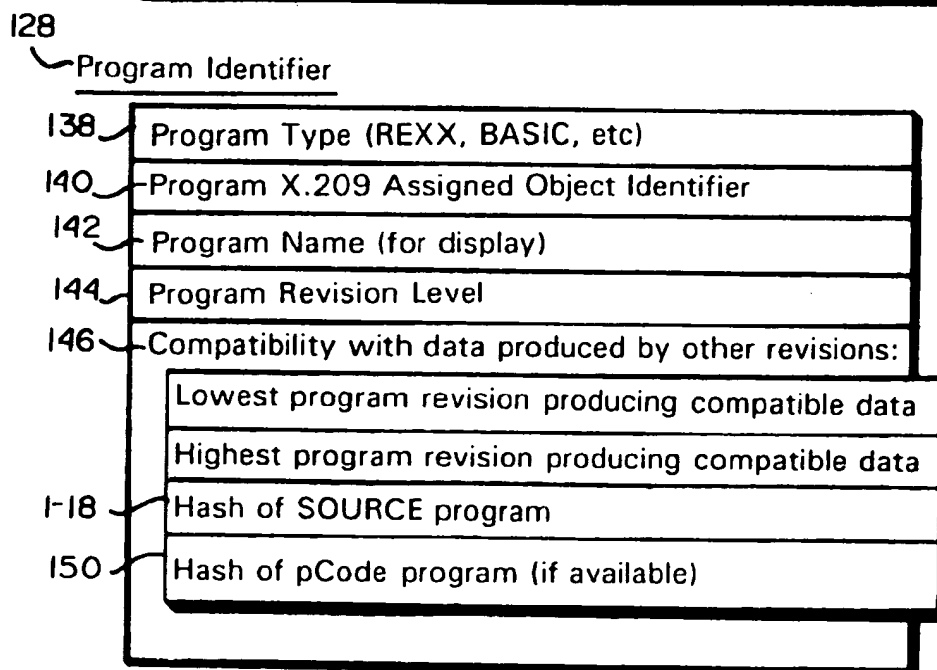 128
Program Identifier
138 Program Type (REXX, BASIC, etc)
140 Program X.209 Assigned Object Identifier
142 Program Name (for display)
144 Program Revision Level
146 Compatibility with data produced by other revisions:
Lowest program revision producing compatible data
Highest program revision producing compatible data
1-18 Hash of SOURCE program
150 Hash of pCode program (if available)